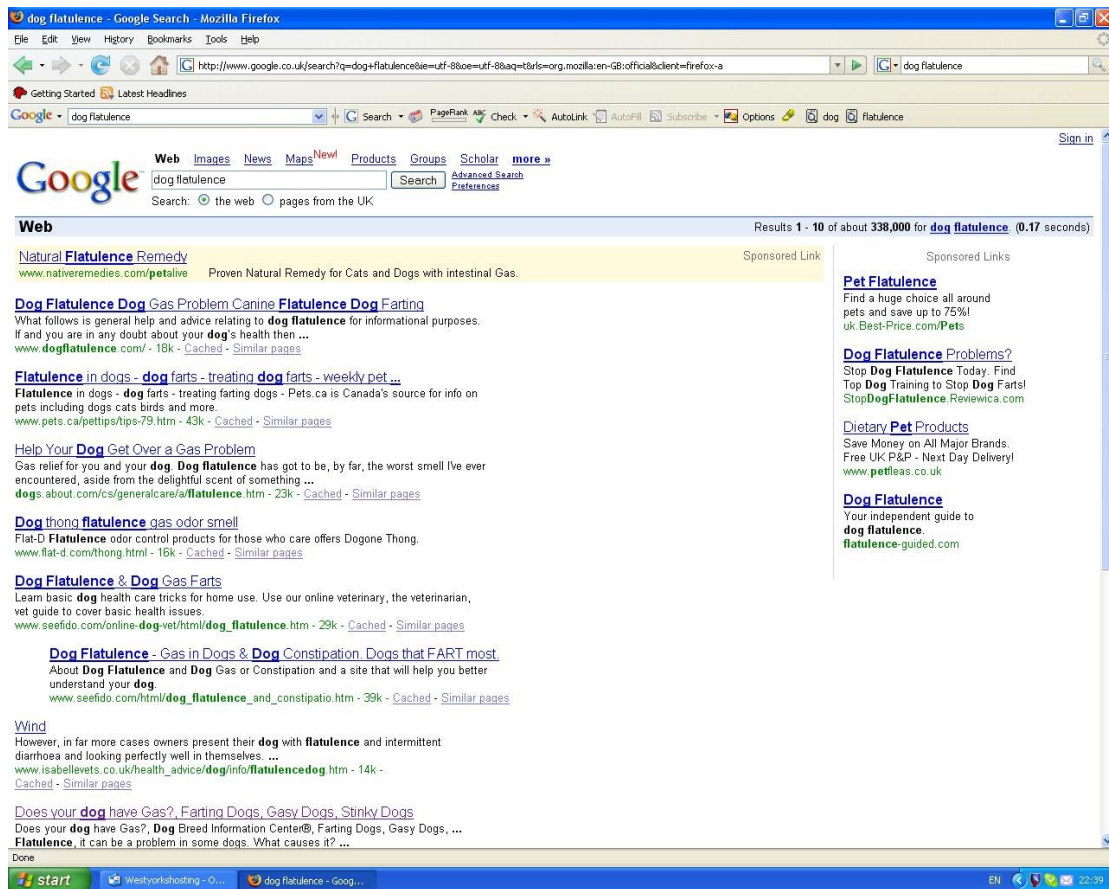 dog flatulence - Google Search - Mozilla Firefox
File Edit View History Bookmarks Tools Help
http://www.google.co.uk/search?q=dog+flatulence&ie=utf-8&oe=utf-8&aq=t&rls=org.mozilla:en-GB:official&client=firefox-a G dog flatulence
Getting Started Latest Headlines
Google dog flatulence G Search PageRank ABC Check AutoLink AutoFill Subscribe Options dog flatulence
Sign in
Web Images News Maps New! Products Groups Scholar more »
Google dog flatulence Search Advanced Search
Preferences
Search: the web pages from the UK
Web Results 1 - 10 of about 338,000 for dog flatulence. (0.17 seconds)
Natural Flatulence Remedy Sponsored Link
www.nativeremedies.com/petalive Proven Natural Remedy for Cats and Dogs with intestinal Gas.
Dog Flatulence Dog Gas Problem Canine Flatulence Dog Farting
What follows is general help and advice relating to dog flatulence for informational purposes.
If and you are in any doubt about your dog's health then ...
www.dogflatulence.com/ - 18k - Cached - Similar pages
Flatulence in dogs - dog farts - treating dog farts - weekly pet ...
Flatulence in dogs - dog farts - treating farting dogs - Pets.ca is Canada's source for info on
pets including dogs cats birds and more.
www.pets.ca/pettips/tips-79.htm - 43k - Cached - Similar pages
Help Your Dog Get Over a Gas Problem
Gas relief for you and your dog. Dog flatulence has got to be, by far, the worst smell I've ever
encountered, aside from the delightful scent of something ...
dogs.about.com/cs/generalcare/a/flatulence.htm - 23k - Cached - Similar pages
Dog thong flatulence gas odor smell
Flat-D Flatulence odor control products for those who care offers Dogone Thong.
www.flat-d.com/thong.html - 16k - Cached - Similar pages
Dog Flatulence & Dog Gas Farts
Learn basic dog health care tricks for home use. Use our online veterinary, the veterinarian,
vet guide to cover basic health issues.
www.seefido.com/online-dog-vet/html/dog_flatulence.htm - 29k - Cached - Similar pages
Dog Flatulence - Gas in Dogs & Dog Constipation. Dogs that FART most.
About Dog Flatulence and Dog Gas or Constipation and a site that will help you better
understand your dog.
www.seefido.com/html/dog_flatulence_and_constipatio.htm - 39k - Cached - Similar pages
Wind
However, in far more cases owners present their dog with flatulence and intermittent
diarrhoea and looking perfectly well in themselves. ...
www.isabellevets.co.uk/health_advice/dog/info/flatulencedog.htm - 14k -
Cached - Similar pages
Does your dog have Gas?, Farting Dogs, Gasy Dogs, Stinky Dogs
Does your dog have Gas?, Dog Breed Information Center®, Farting Dogs, Gasy Dogs, ...
Flatulence, it can be a problem in some dogs. What causes it? ...
Sponsored Links
Pet Flatulence
Find a huge choice all around
pets and save up to 75%!
uk.Best-Price.com/Pets
Dog Flatulence Problems?
Stop Dog Flatulence Today. Find
Top Dog Training to Stop Dog Farts!
StopDogFlatulence.Reviewica.com
Dietary Pet Products
Save Money on All Major Brands.
Free UK P&P - Next Day Delivery!
www.petfleas.co.uk
Dog Flatulence
Your independent guide to
dog flatulence.
flatulence-guided.com
Done
start Westyorkshosting - O... dog flatulence - Goog... EN 22:39